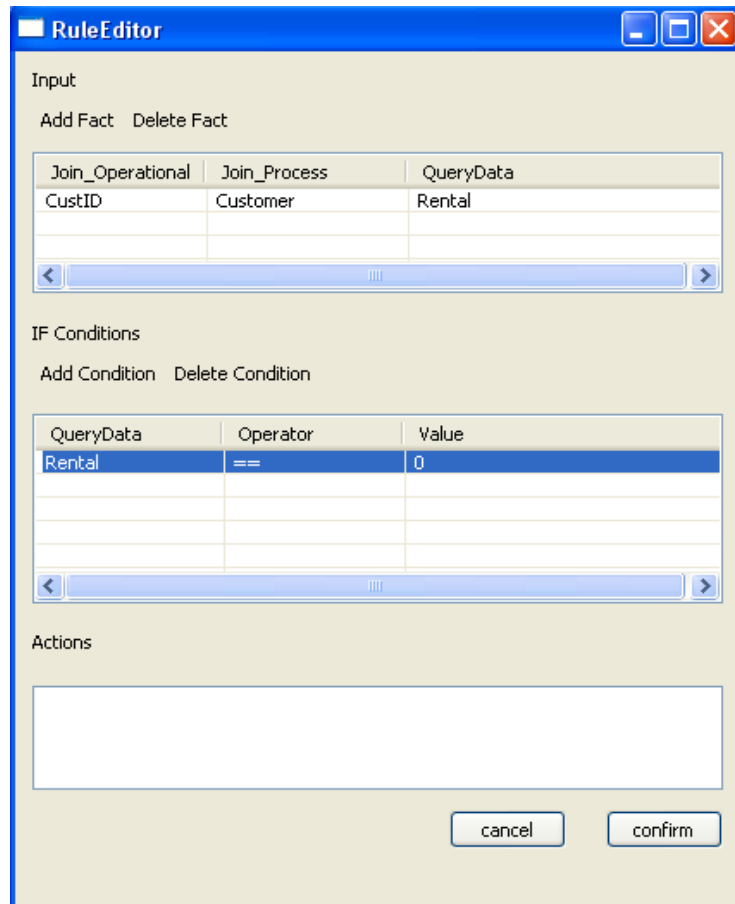 RuleEditor
Input
Add Fact Delete Fact
Join_Operational Join_Process QueryData
CustID Customer Rental
IF Conditions
Add Condition Delete Condition
QueryData Operator Value
Rental == 0
Actions
cancel confirm